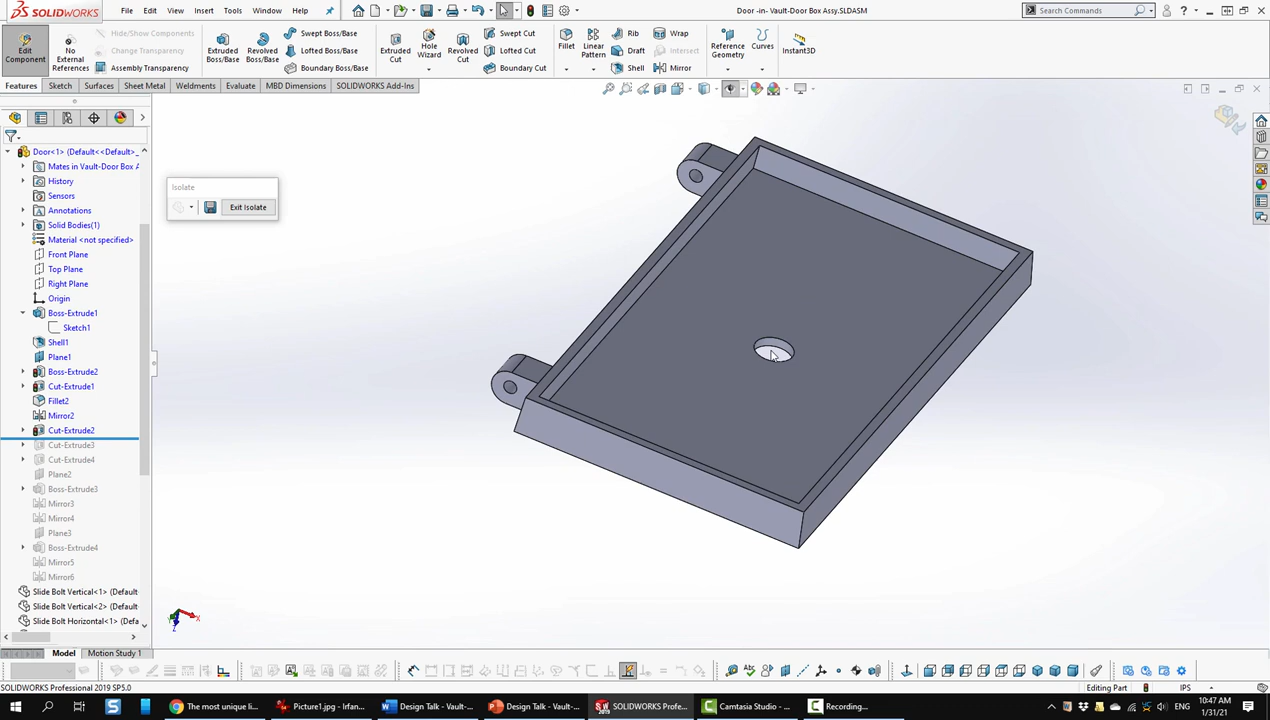 SOLIDWORKS
File
Edit
View
Insert
Tools
Window
Help
Door -in- Vault-Door Box Assy.SLDASM
Search Commands
Edit Component
No External References
Hide/Show Components
Change Transparency
Assembly Transparency
Extruded Boss/Base
Revolved Boss/Base
Swept Boss/Base
Lofted Boss/Base
Boundary Boss/Base
Extruded Cut
Hole Wizard
Revolved Cut
Swept Cut
Lofted Cut
Boundary Cut
Fillet
Linear Pattern
Rib
Draft
Shell
Wrap
Intersect
Mirror
Reference Geometry
Curves
Instant3D
Features
Sketch
Surfaces
Sheet Metal
Weldments
Evaluate
MBD Dimensions
SOLIDWORKS Add-Ins
Door<1> (Default<<Default>_
Mates in Vault-Door Box A
History
Sensors
Annotations
Solid Bodies(1)
Material <not specified>
Front Plane
Top Plane
Right Plane
Origin
Boss-Extrude1
Sketch1
Shell1
Plane1
Boss-Extrude2
Cut-Extrude1
Fillet2
Mirror2
Cut-Extrude2
Cut-Extrude3
Cut-Extrude4
Plane2
Boss-Extrude3
Mirror3
Mirror4
Plane3
Boss-Extrude4
Mirror5
Mirror6
Slide Bolt Vertical<1> (Default
Slide Bolt Vertical<2> (Default
Slide Bolt Horizontal<1> (Defa
Isolate
Exit Isolate
X
Z
Model
Motion Study 1
SOLIDWORKS Professional 2019 SP5.0
Editing Part
IPS
The most unique li...
Picture1.jpg - Irfan...
Design Talk - Vault-...
Design Talk - Vault-...
SOLIDWORKS Profe...
Camtasia Studio - ...
Recording...
10:47 AM
1/31/21